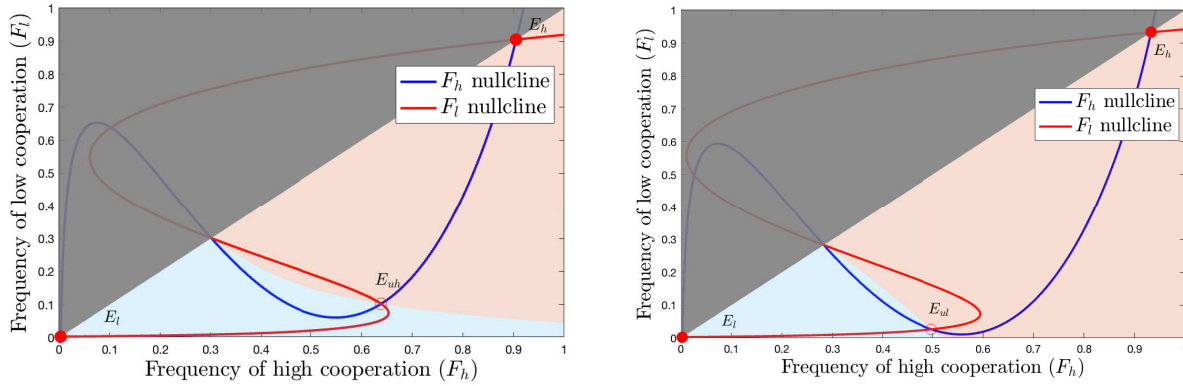 Frequency of low cooperation (F_l)
1
0.9
0.8
0.7
0.6
0.5
0.4
0.3
0.2
0.1
0
E_h
F_h nullcline
F_l nullcline
E_uh
E_l
0 0.1 0.2 0.3 0.4 0.5 0.6 0.7 0.8 0.9 1
Frequency of high cooperation (F_h)
Frequency of low cooperation (F_l)
1
0.9
0.8
0.7
0.6
0.5
0.4
0.3
0.2
0.1
0
E_h
F_h nullcline
F_l nullcline
E_ul
E_l
0 0.1 0.2 0.3 0.4 0.5 0.6 0.7 0.8 0.9
Frequency of high cooperation (F_h)